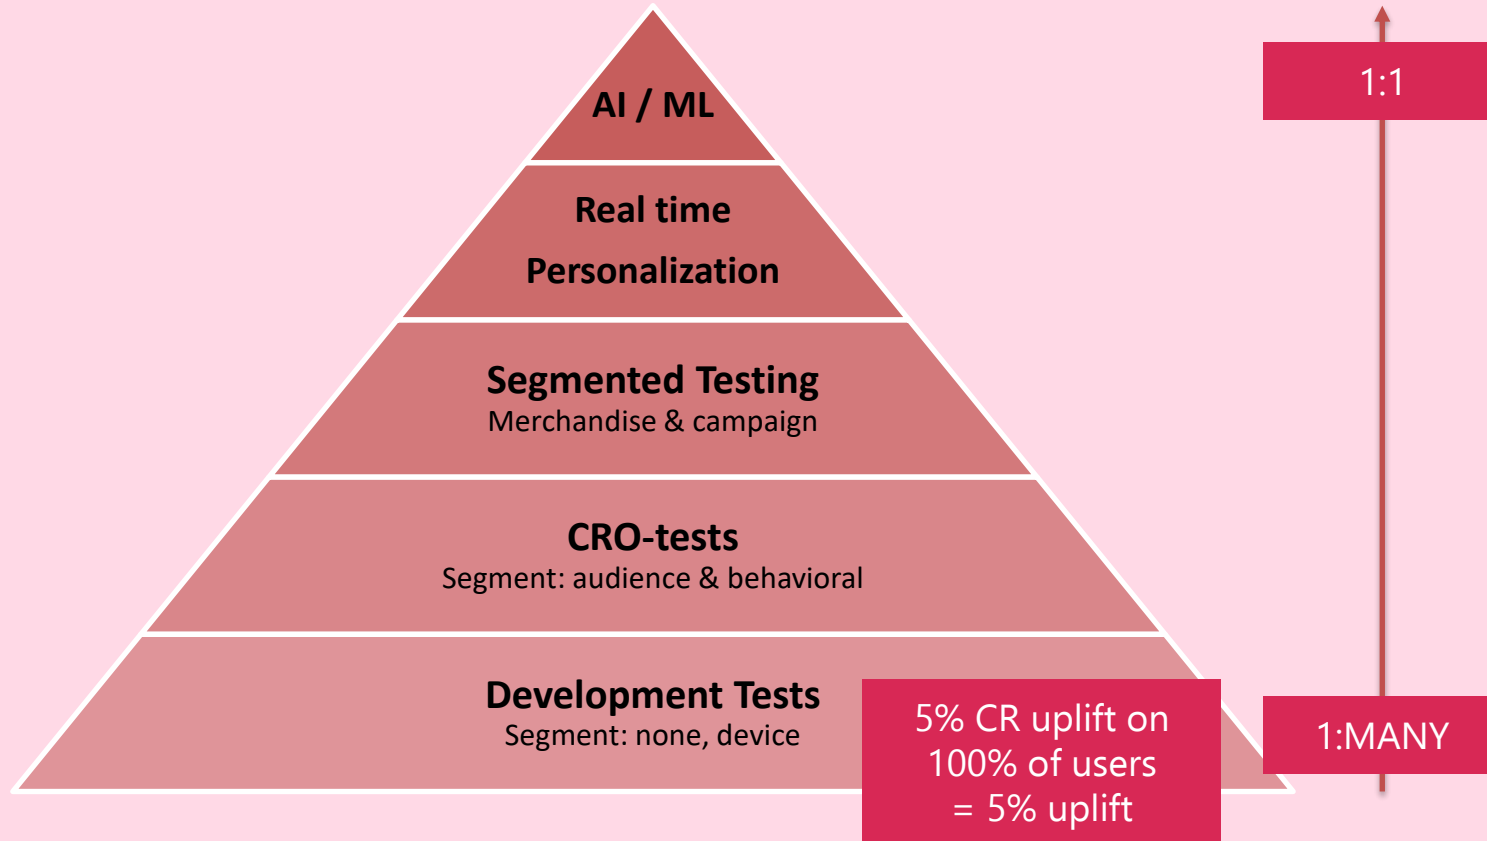 AI / ML
Real time
Personalization
Segmented Testing
Merchandise & campaign
CRO-tests
Segment: audience & behavioral
Development Tests
Segment: none, device
5% CR uplift on
100% of users
= 5% uplift
1:1
1:MANY